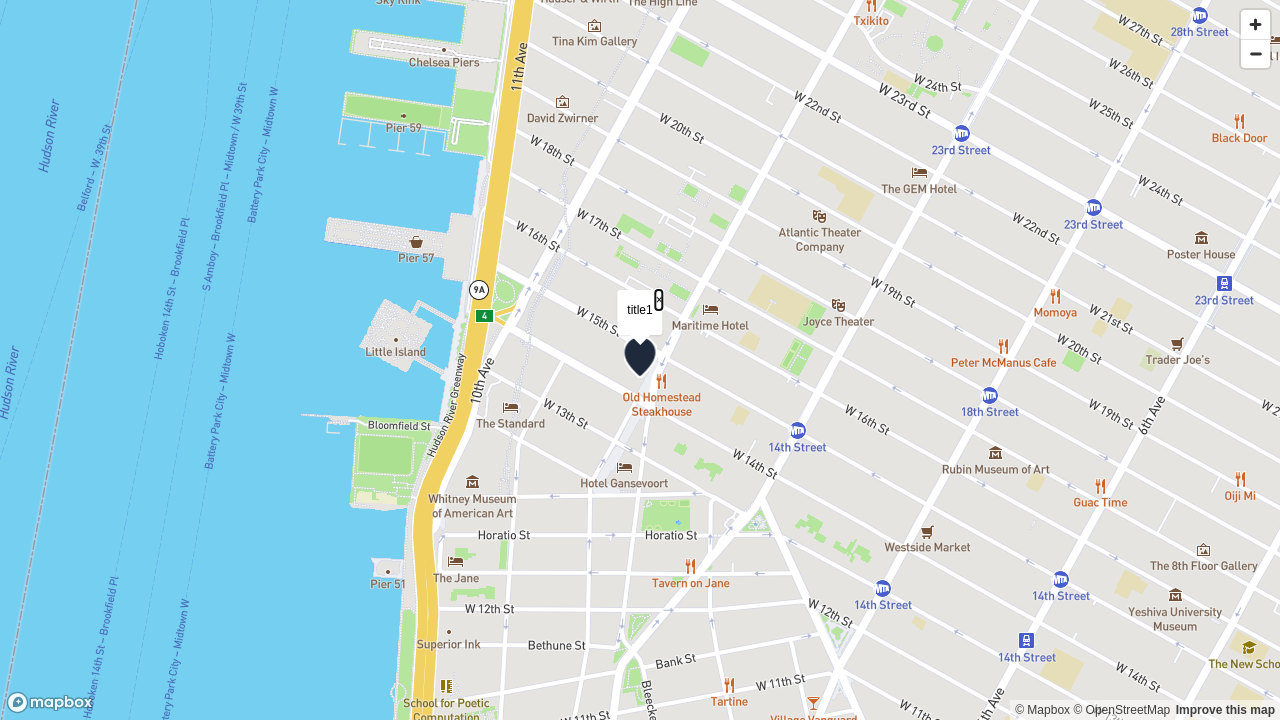 Sky Rink
Hauser & Wirth
The High Line
Txikito
28th Street
W 27th St
Tina Kim Gallery
11th Ave
Chelsea Piers
W 26th St
W 24th St
W 23rd St
W 22nd St
W 25th St
David Zwirner
Pier 59
W 20th St
Black Door
23rd Street
W 18th St
The GEM Hotel
W 24th St
Hudson River
Belford – W 39th St
S Amboy – Brookfield Pl – Midtown / W 39th St
Battery Park City – Midtown W
Hoboken 14th St – Brookfield Pl
W 17th St
W 16th St
Atlantic Theater
Company
W 22nd St
23rd Street
Poster House
Pier 57
9A
4
W 19th St
23rd Street
title1
×
W 15th St
Maritime Hotel
Joyce Theater
Momoya
W 21st St
Little Island
Hudson River
Battery Park City – Midtown W
Hudson River Greenway
10th Ave
Peter McManus Cafe
W 20th St
Trader Joe's
Old Homestead
Steakhouse
18th Street
W 19th St
6th Ave
Bloomfield St
The Standard
W 13th St
W 16th St
14th Street
W 14th St
Rubin Museum of Art
Hotel Gansevoort
Whitney Museum
of American Art
Guac Time
Oiji Mi
Horatio St
Horatio St
Westside Market
The 8th Floor Gallery
The Jane
Pier 51
Tavern on Jane
14th Street
14th Street
Yeshiva University
Museum
W 12th St
W 12th St
Superior Ink
Bethune St
Bank St
14th Street
The New School
Hoboken 14th St – Brookfield Pl
Battery Park City – Midtown W
W 14th St
W 11th St
Tartine
School for Poetic
Computation
Village Vanguard
W 11th St
mapbox
© Mapbox © OpenStreetMap Improve this map